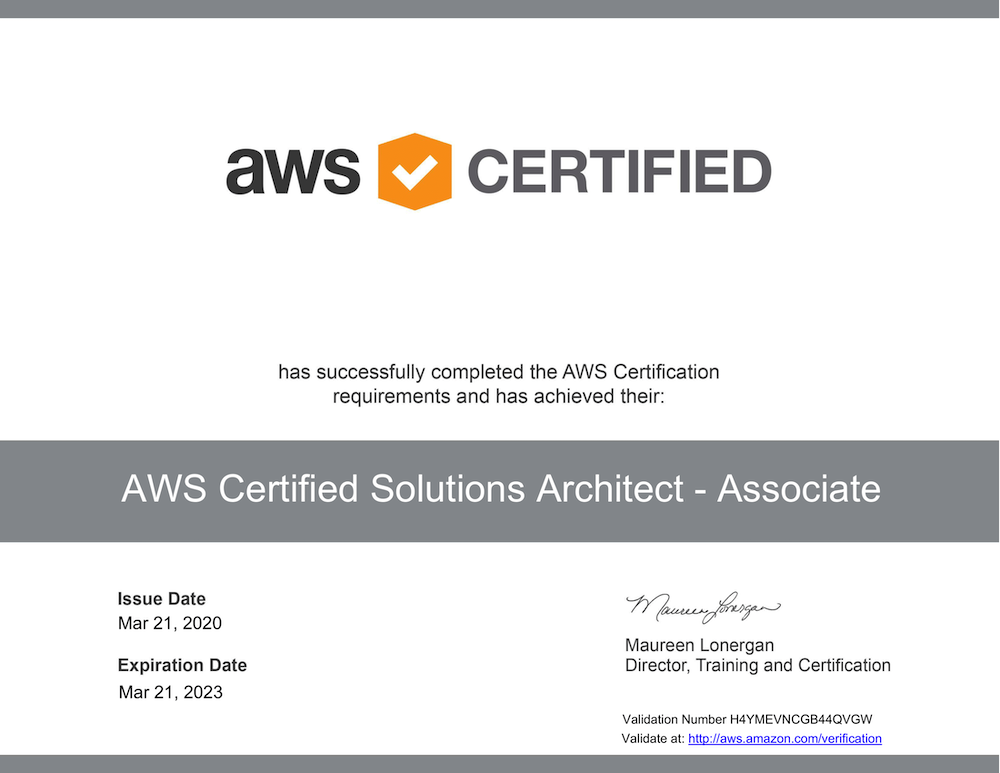 aws CERTIFIED
has successfully completed the AWS Certification
requirements and has achieved their:
AWS Certified Solutions Architect - Associate
Issue Date
Mar 21, 2020
Expiration Date
Mar 21, 2023
Maureen Lonergan
Maureen Lonergan
Director, Training and Certification
Validation Number H4YMEVNCGB44QVGW
Validate at: http://aws.amazon.com/verification